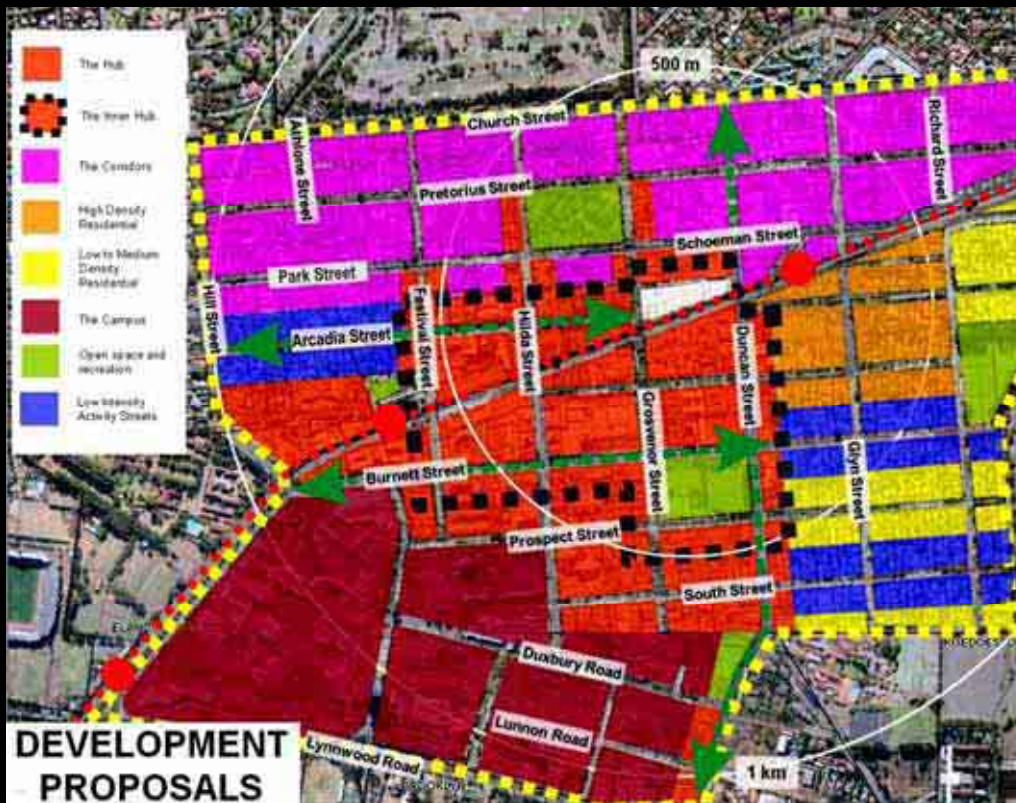 The Hub
The Inner Hub
The Corridors
High Density
Residential
Low to Medium
Density
Residential
The Campus
Open space and
recreation
Low Intensity
Activity Streets
500 m
Church Street
Athlone Street
Richard Street
Pretorius Street
Schoeman Street
Park Street
Hill Street
Arcadia Street
Festival Street
Hilda Street
Duncan Street
Grosvenor Street
Glyn Street
Burnett Street
Prospect Street
South Street
Duxbury Road
Lunnon Road
Lynnwood Road
1 km
DEVELOPMENT
PROPOSALS